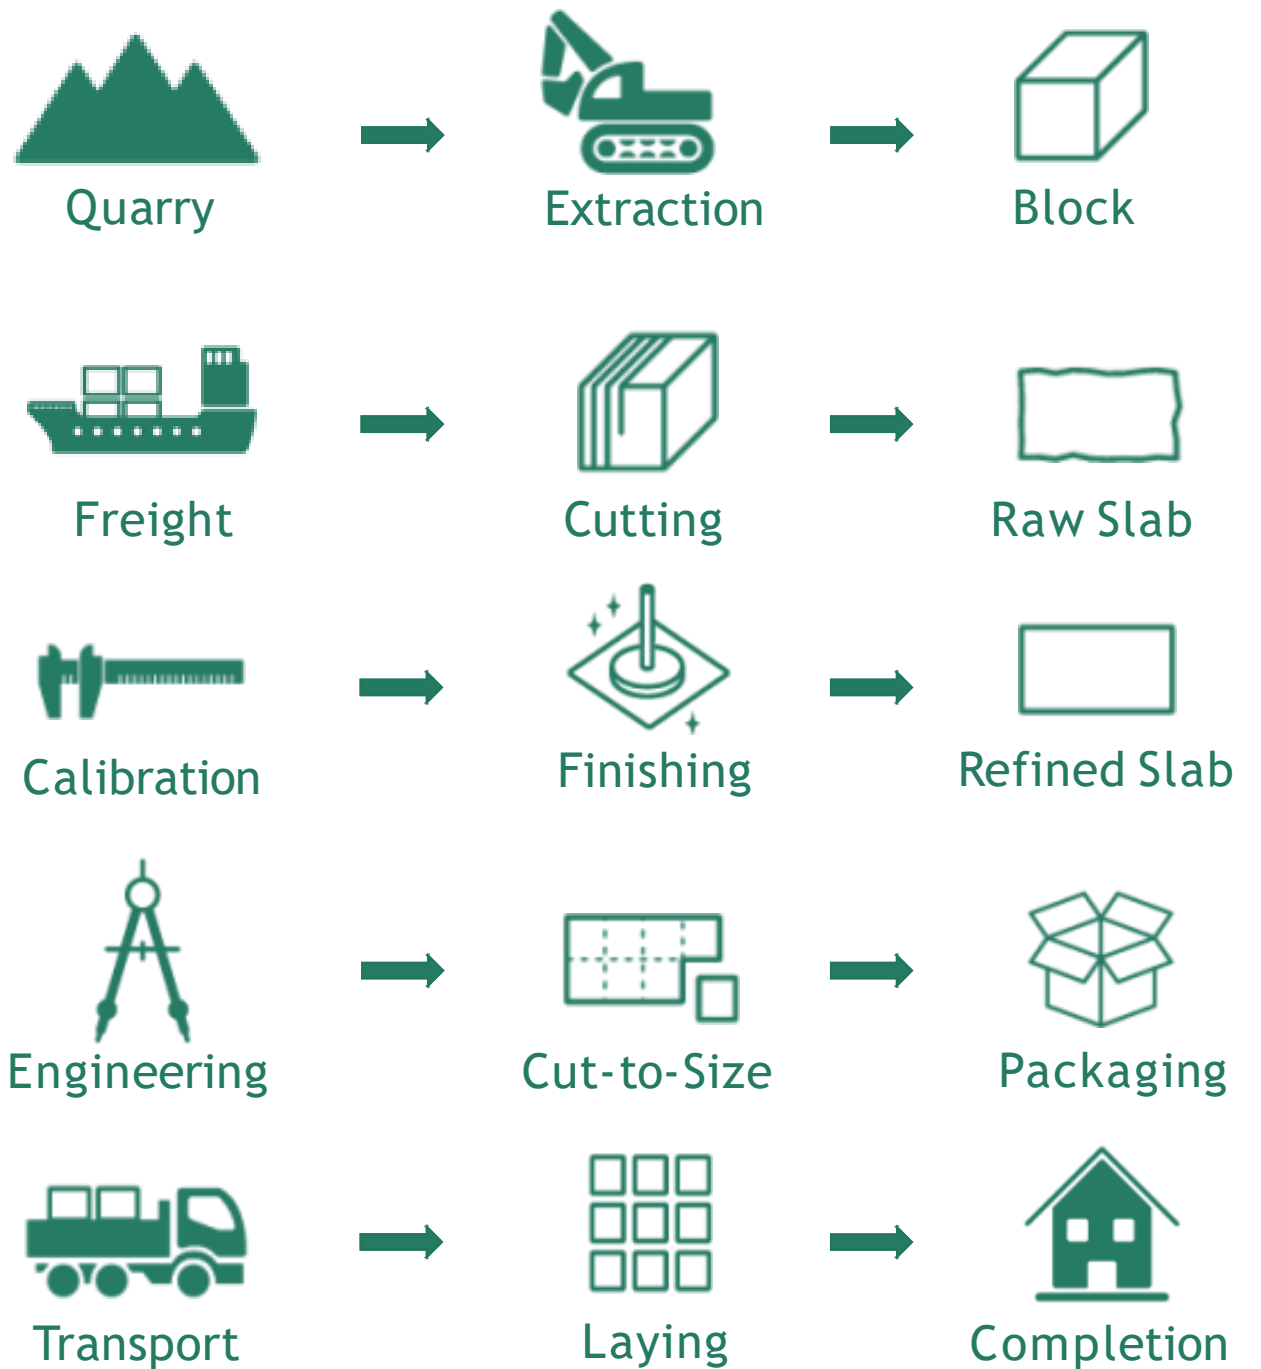 Quarry
Extraction
Block
Freight
Cutting
Raw Slab
Calibration
Finishing
Refined Slab
Engineering
Cut-to-Size
Packaging
Transport
Laying
Completion